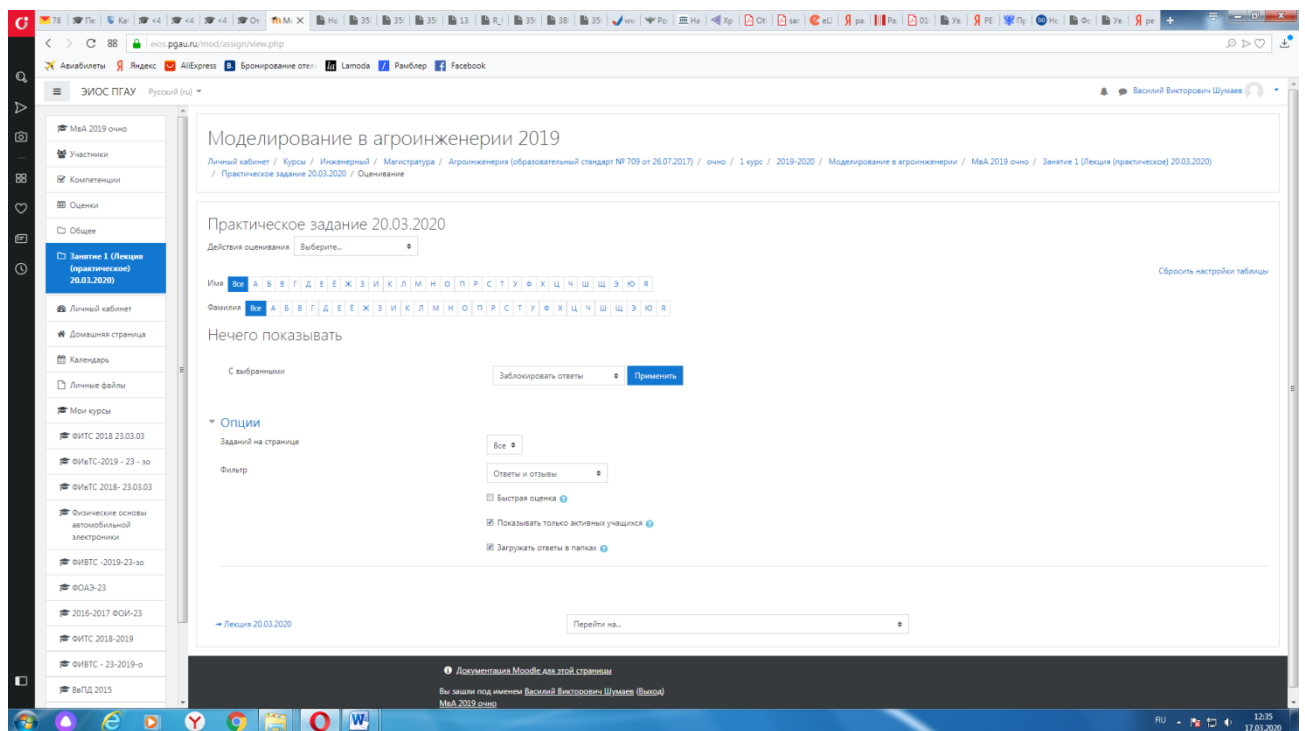 78
eios.pgau.ru/mod/assign/view.php
Авиабилеты Яндекс AliExpress Бронирование отел Lamoda Рамблер Facebook
ЭИОС ПГАУ Русский (ru)
Василий Викторович Шумаев
МвА 2019 очно
Участники
Компетенции
Оценки
Общее
Занятие 1 (Лекция
(практическое)
20.03.2020)
Личный кабинет
Домашняя страница
Календарь
Личные файлы
Мои курсы
ФИТС 2018 23.03.03
ФИвТС-2019 - 23 - зо
ФИвТС 2018- 23.03.03
Физические основы
автомобильной
электроники
ФИВТС -2019-23-зо
ФОАЭ-23
2016-2017 ФОИ-23
ФИТС 2018-2019
ФИВТС - 23-2019-о
ВвПД 2015
Моделирование в агроинженерии 2019
Личный кабинет / Курсы / Инженерный / Магистратура / Агроинженерия (образовательный стандарт № 709 от 26.07.2017) / очно / 1 курс / 2019-2020 / Моделирование в агроинженерии / МвА 2019 очно / Занятие 1 (Лекция (практическое) 20.03.2020)
/ Практическое задание 20.03.2020 / Оценивание
Практическое задание 20.03.2020
Действия оценивания Выберите...
Сбросить настройки таблицы
Имя Все А Б В Г Д Е Ё Ж З И К Л М Н О П Р С Т У Ф Х Ц Ч Ш Щ Э Ю Я
Фамилия Все А Б В Г Д Е Ё Ж З И К Л М Н О П Р С Т У Ф Х Ц Ч Ш Щ Э Ю Я
Нечего показывать
С выбранными Заблокировать ответы Применить
Опции
Заданий на странице Все
Фильтр Ответы и отзывы
Быстрая оценка
Показывать только активных учащихся
Загружать ответы в папках
Лекция 20.03.2020 Перейти на...
Документация Moodle для этой страницы
Вы зашли под именем Василий Викторович Шумаев (Выход)
МвА 2019 очно
RU 12:35
17.03.2020